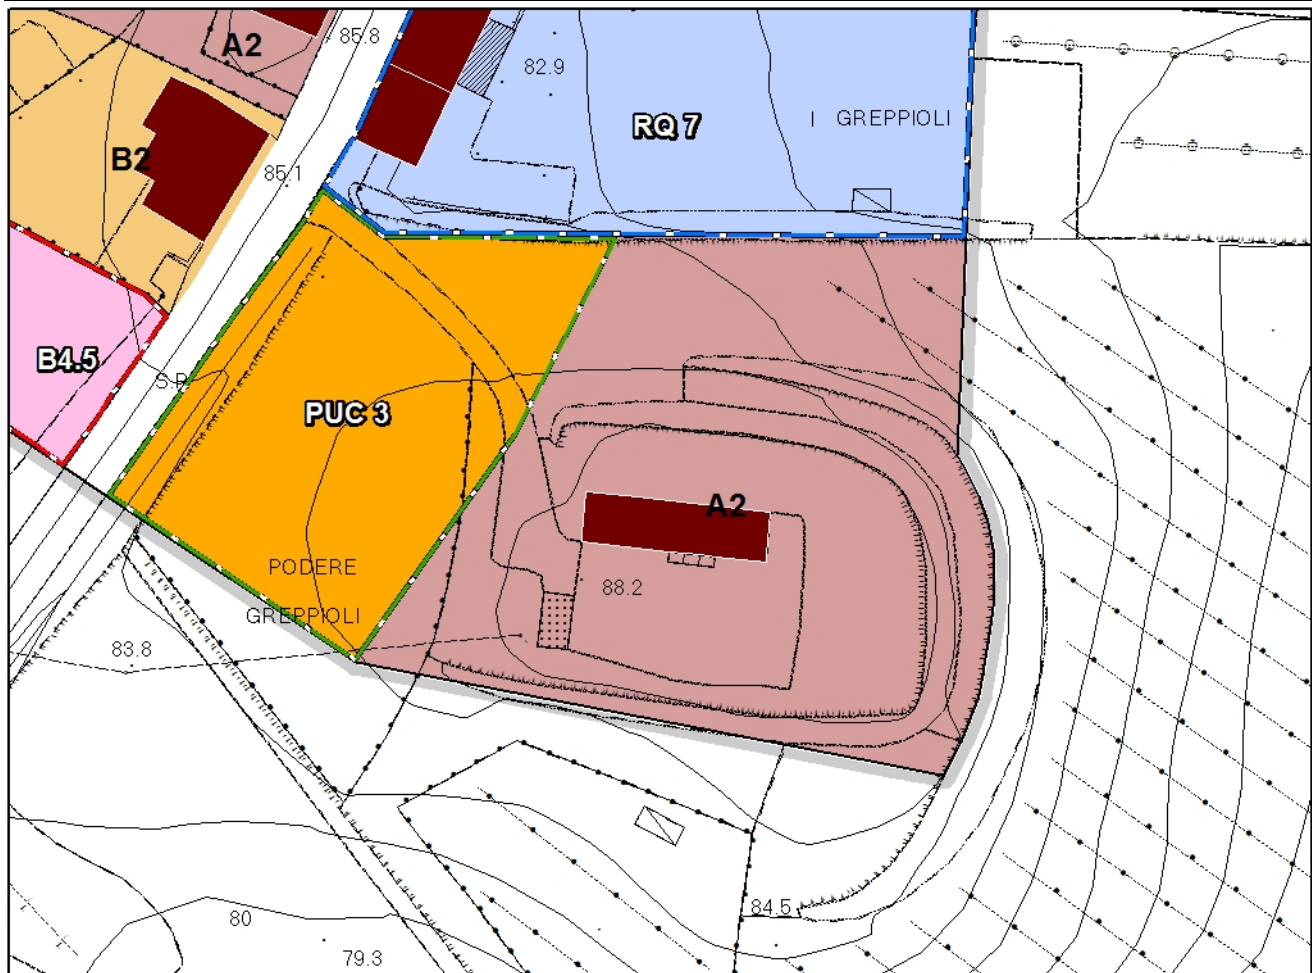 85.8
A2
82.9
RQ 7
I GREPPIOLI
B2
85.1
B4.5
S.P.
PUC 3
A2
PODERE
GREPPIOLI
88.2
83.8
84.5
80
79.3